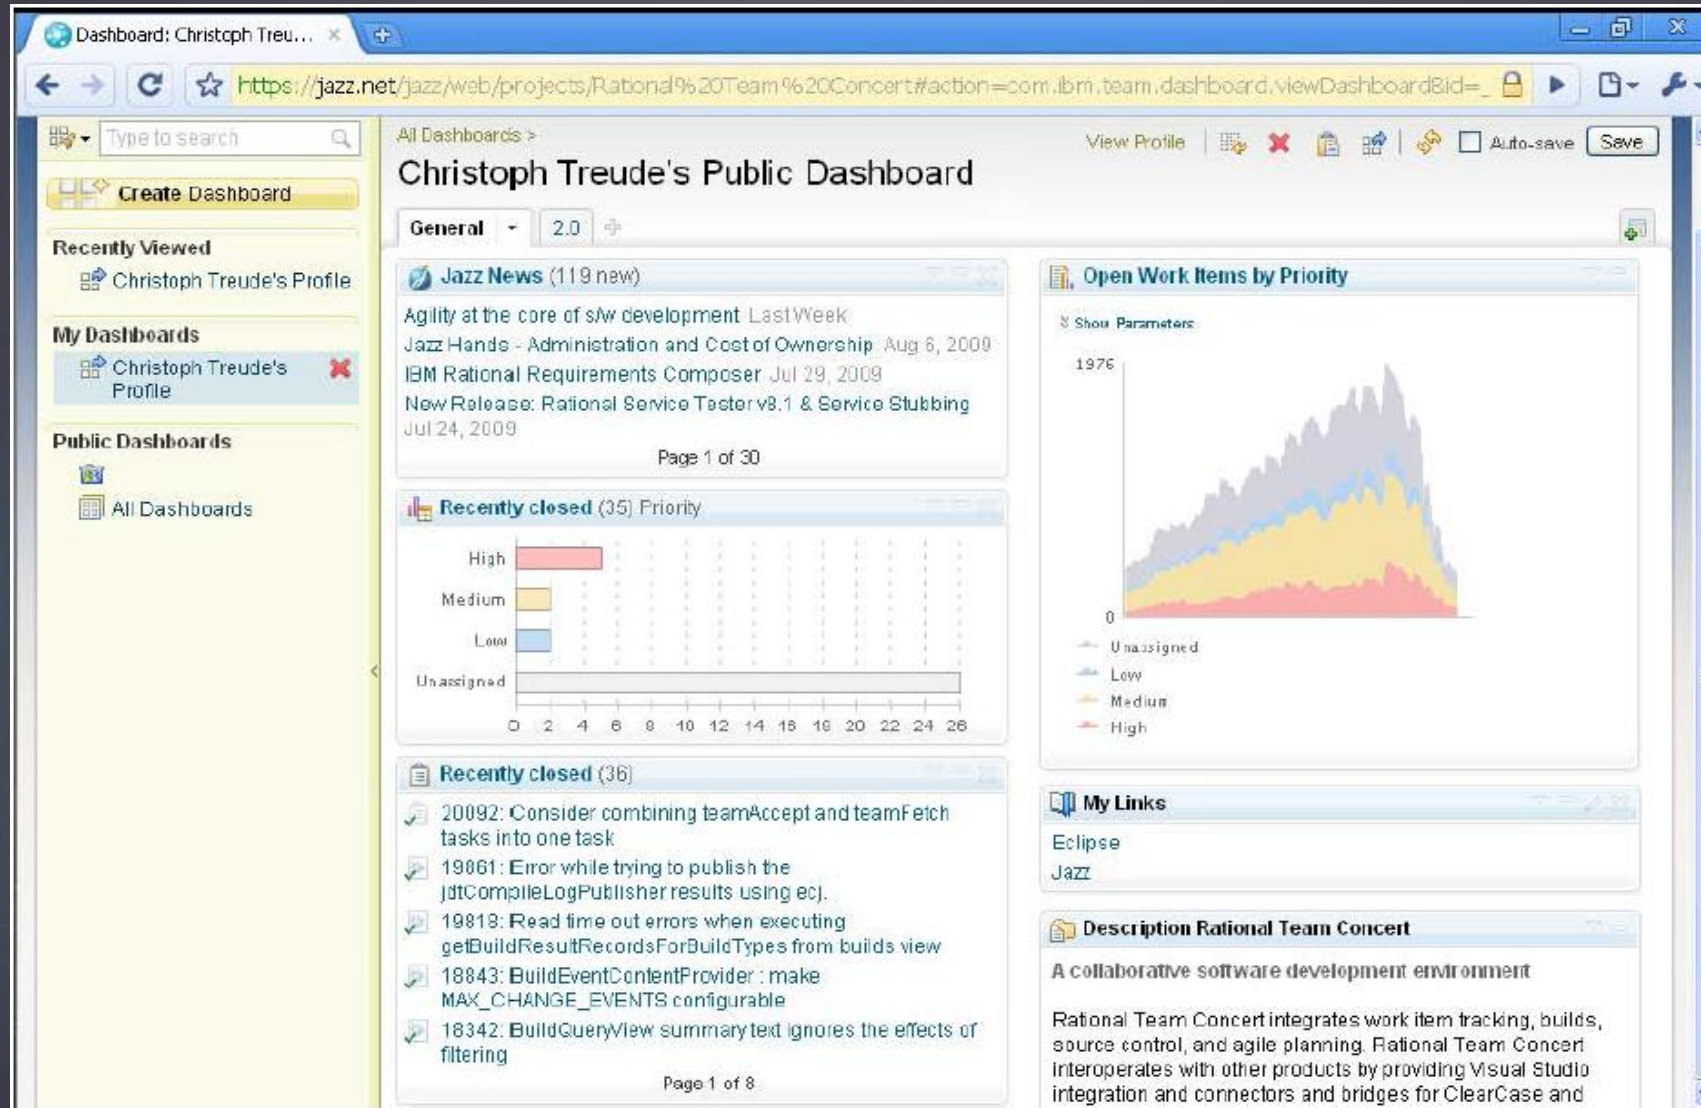 Dashboard: Christoph Treu...
https://jazz.net/jazz/web/projects/Rational%20Team%20Concert#action=com.ibm.team.dashboard.viewDashboard&id=_
Type to search
Create Dashboard
Recently Viewed
Christoph Treude's Profile
My Dashboards
Christoph Treude's
Profile
Public Dashboards
All Dashboards
All Dashboards >
View Profile
Auto-save
Save
Christoph Treude's Public Dashboard
General
2.0
Jazz News (119 new)
Agility at the core of s/w development Last Week
Jazz Hands - Administration and Cost of Ownership Aug 6, 2009
IBM Rational Requirements Composer Jul 29, 2009
New Release: Rational Service Tester v8.1 & Service Stubbing
Jul 24, 2009
Page 1 of 30
Recently closed (35) Priority
High
Medium
Low
Unassigned
0 2 4 6 8 10 12 14 16 18 20 22 24 26
Recently closed (36)
20092: Consider combining teamAccept and teamFetch
tasks into one task
19861: Error while trying to publish the
jdtCompileLogPublisher results using ecj.
19818: Read time out errors when executing
getBuildResultRecordsForBuildTypes from builds view
18843: BuildEventContentProvider : make
MAX_CHANGE_EVENTS configurable
18342: BuildQueryView summary text ignores the effects of
filtering
Page 1 of 8
Open Work Items by Priority
Show Parameters
1976
0
Unassigned
Low
Medium
High
My Links
Eclipse
Jazz
Description Rational Team Concert
A collaborative software development environment
Rational Team Concert integrates work item tracking, builds,
source control, and agile planning. Rational Team Concert
interoperates with other products by providing Visual Studio
integration and connectors and bridges for ClearCase and